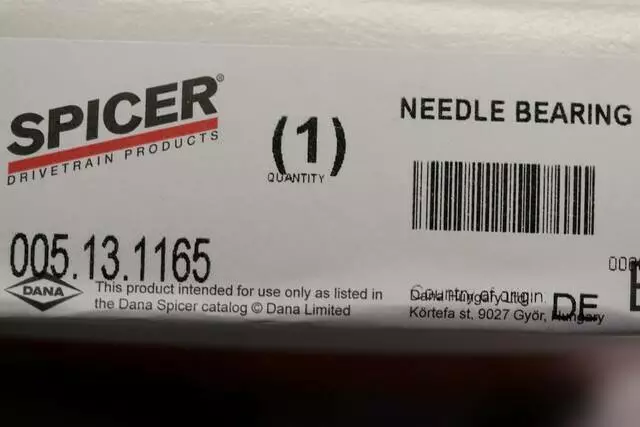 SPICER®
DRIVETRAIN PRODUCTS
(1)
QUANTITY
NEEDLE BEARING
005.13.1165
DANA
This product intended for use only as listed in
the Dana Spicer catalog © Dana Limited
Country of origin DE
Dana Hungary Ltd.
Körtefa st, 9027 Győr, Hungary